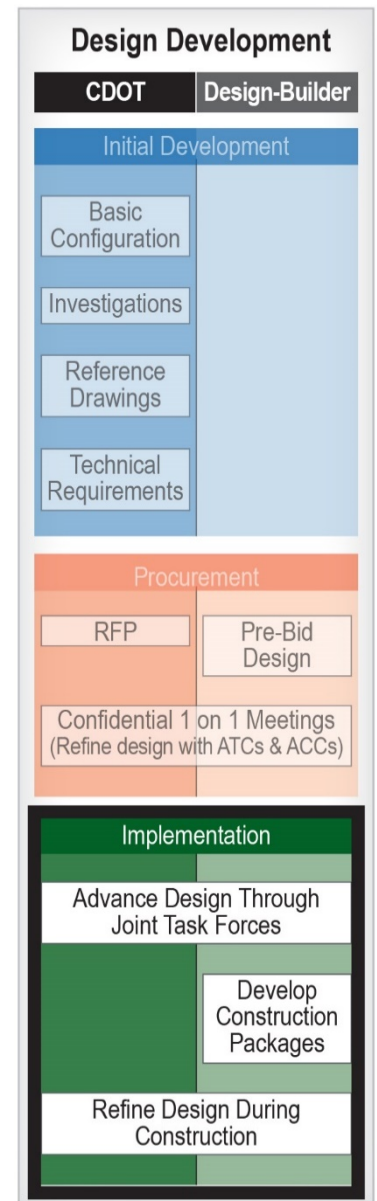 Design Development
CDOT Design-Builder
Initial Development
Basic
Configuration
Investigations
Reference
Drawings
Technical
Requirements
Procurement
RFP
Pre-Bid
Design
Confidential 1 on 1 Meetings
(Refine design with ATCs & ACCs)
Implementation
Advance Design Through
Joint Task Forces
Develop
Construction
Packages
Refine Design During
Construction